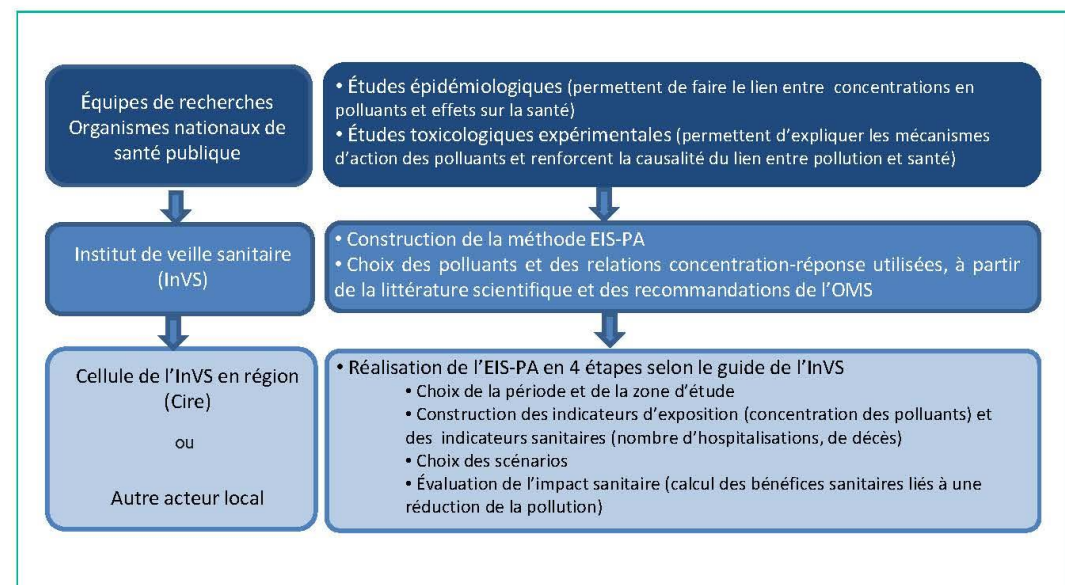 Équipes de recherches
Organismes nationaux de
santé publique
• Études épidémiologiques (permettent de faire le lien entre concentrations en
polluants et effets sur la santé)
• Études toxicologiques expérimentales (permettent d'expliquer les mécanismes
d'action des polluants et renforcent la causalité du lien entre pollution et santé)
Institut de veille sanitaire
(InVS)
• Construction de la méthode EIS-PA
• Choix des polluants et des relations concentration-réponse utilisées, à partir
de la littérature scientifique et des recommandations de l'OMS
Cellule de l'InVS en région
(Cire)
ou
Autre acteur local
• Réalisation de l'EIS-PA en 4 étapes selon le guide de l'InVS
• Choix de la période et de la zone d'étude
• Construction des indicateurs d'exposition (concentration des polluants) et
des indicateurs sanitaires (nombre d'hospitalisations, de décès)
• Choix des scénarios
• Évaluation de l'impact sanitaire (calcul des bénéfices sanitaires liés à une
réduction de la pollution)